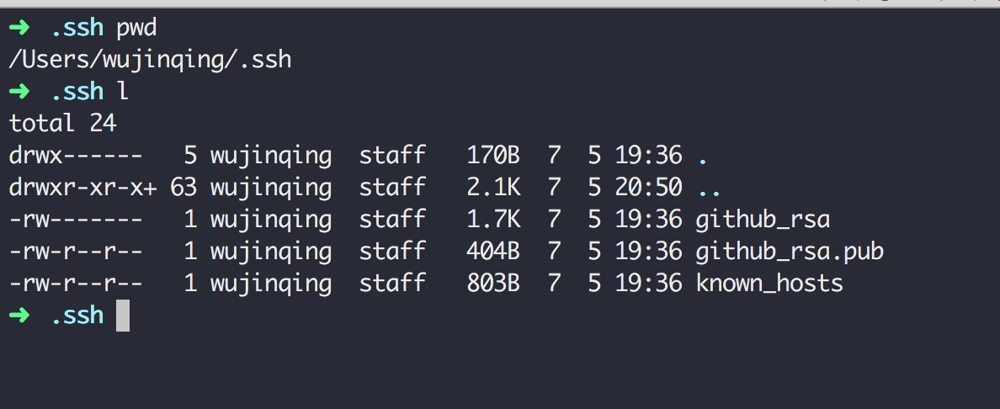 ➜ .ssh pwd
/Users/wujinqing/.ssh
➜ .ssh l
total 24
drwx------   5 wujinqing  staff   170B  7  5 19:36 .
drwxr-xr-x+ 63 wujinqing  staff   2.1K  7  5 20:50 ..
-rw-------   1 wujinqing  staff   1.7K  7  5 19:36 github_rsa
-rw-r--r--   1 wujinqing  staff   404B  7  5 19:36 github_rsa.pub
-rw-r--r--   1 wujinqing  staff   803B  7  5 19:36 known_hosts
➜ .ssh